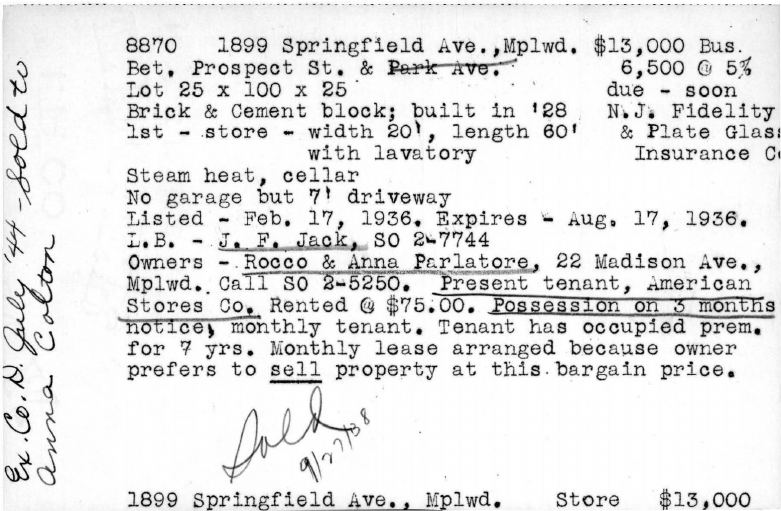 8870 1899 Springfield Ave.,Mplwd. $13,000 Bus.
Bet. Prospect St. & Park Ave. 6,500 @ 5%
Lot 25 x 100 x 25 due - soon
Brick & Cement block; built in '28 N.J. Fidelity
1st - store - width 20', length 60' & Plate Glass
with lavatory Insurance Co
Steam heat, cellar
No garage but 7' driveway
Listed - Feb. 17, 1936. Expires - Aug. 17, 1936.
L.B. - J. F. Jack, SO 2-7744
Owners - Rocco & Anna Parlatore, 22 Madison Ave.,
Mplwd. Call SO 2-5250. Present tenant, American
Stores Co. Rented @ $75.00. Possession on 3 months
notice, monthly tenant. Tenant has occupied prem.
for 7 yrs. Monthly lease arranged because owner
prefers to sell property at this bargain price.
Sold
9/27/38
1899 Springfield Ave., Mplwd. Store $13,000
Ex. Co. D. July '44 - Sold to
Anna Colton